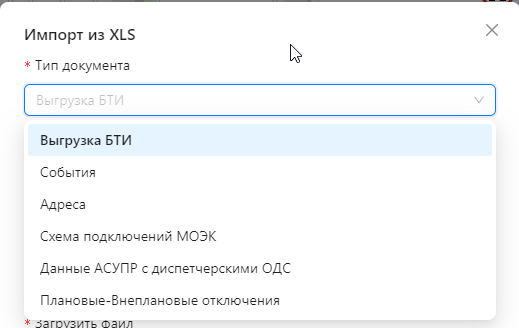 Импорт из XLS
* Тип документа
Выгрузка БТИ
Выгрузка БТИ
События
Адреса
Схема подключений МОЭК
Данные АСУПР с диспетчерскими ОДС
Плановые-Внеплановые отключения
* Загрузить файл